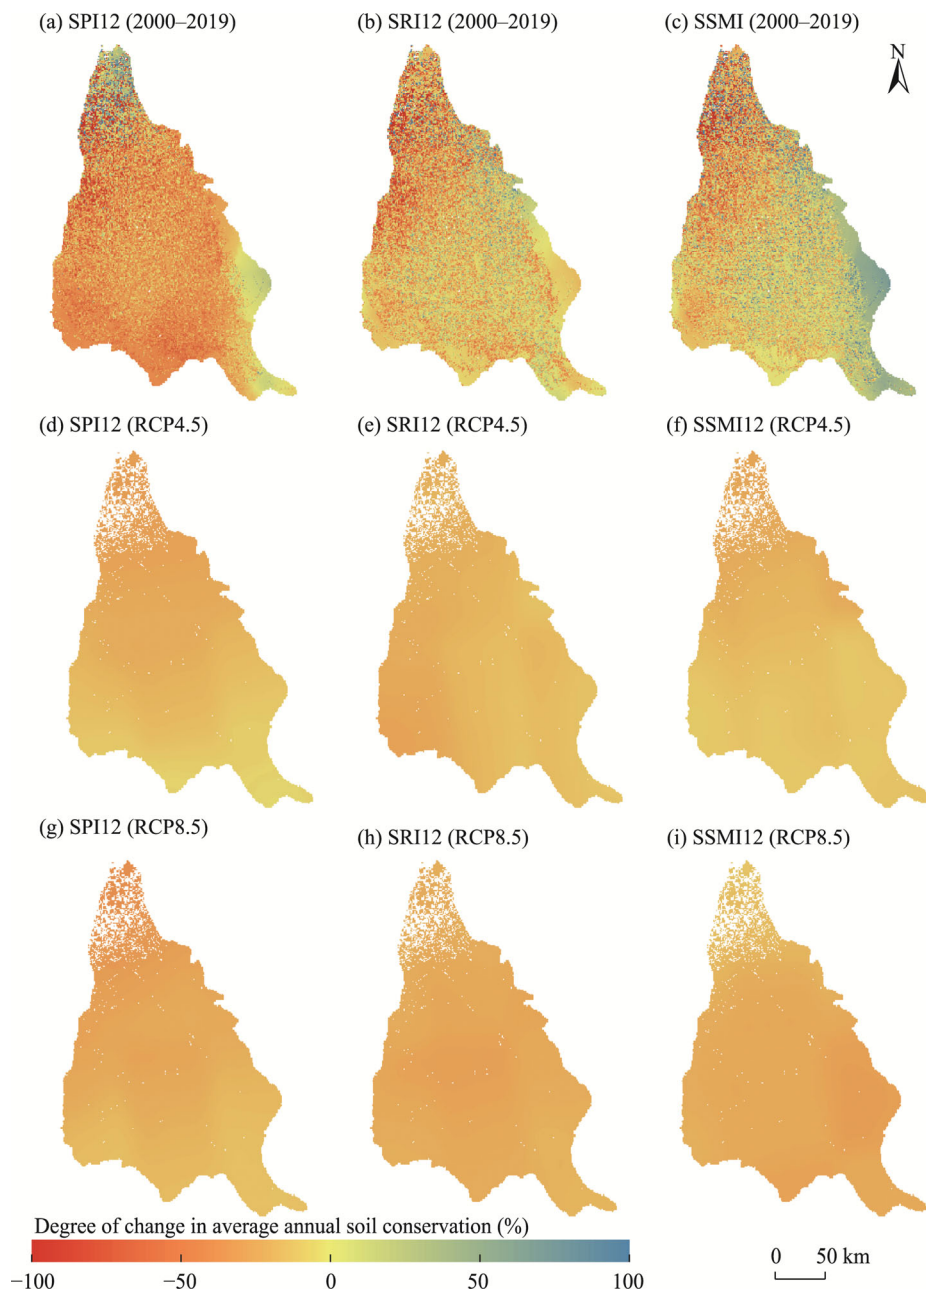 (a) SPI12 (2000–2019)
(b) SRI12 (2000–2019)
(c) SSMI (2000–2019)
N
(d) SPI12 (RCP4.5)
(e) SRI12 (RCP4.5)
(f) SSMI12 (RCP4.5)
(g) SPI12 (RCP8.5)
(h) SRI12 (RCP8.5)
(i) SSMI12 (RCP8.5)
Degree of change in average annual soil conservation (%)
−100
−50
0
50
100
0 50 km